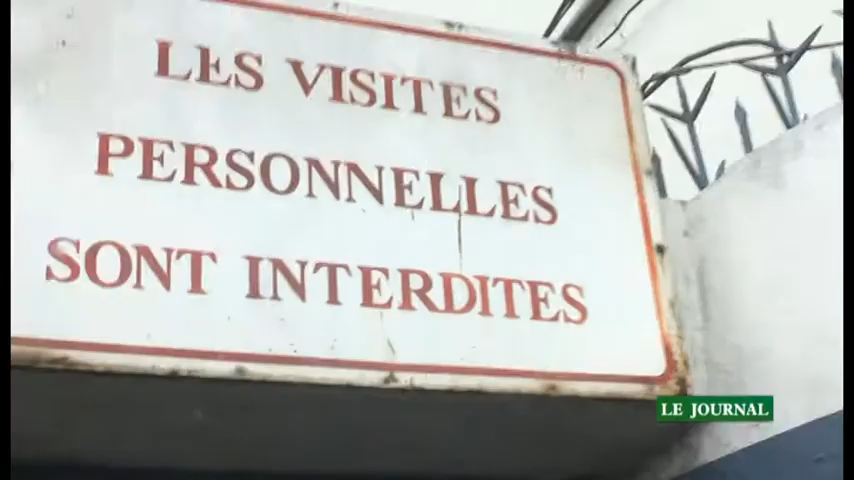 LES VISITES
PERSONNELLES
SONT INTERDITES
LE JOURNAL